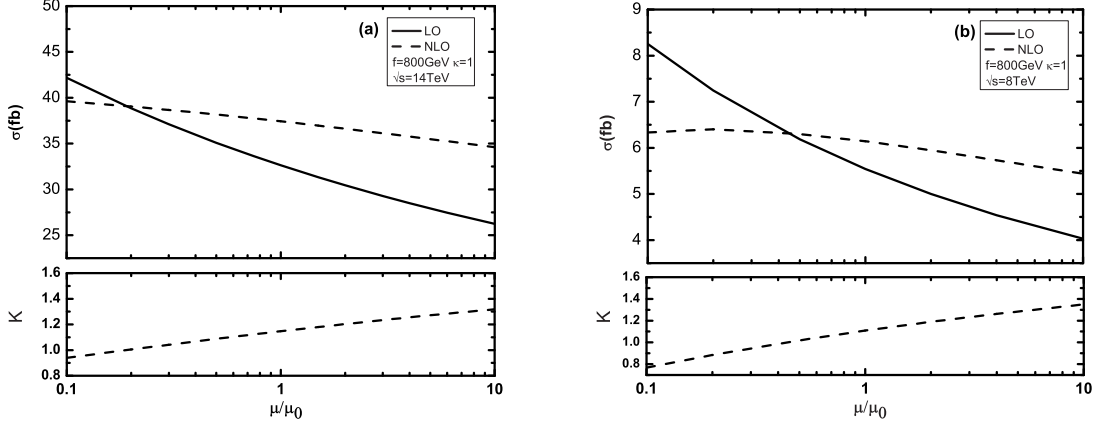 50
45
40
35
30
25
σ(fb)
(a)
LO
NLO
f=800GeV κ=1
√s=14TeV
1.6
1.4
1.2
1.0
0.8
K
0.1
1
10
μ/μ₀
9
8
7
6
5
4
σ(fb)
(b)
LO
NLO
f=800GeV κ=1
√s=8TeV
1.6
1.4
1.2
1.0
0.8
K
0.1
1
10
μ/μ₀